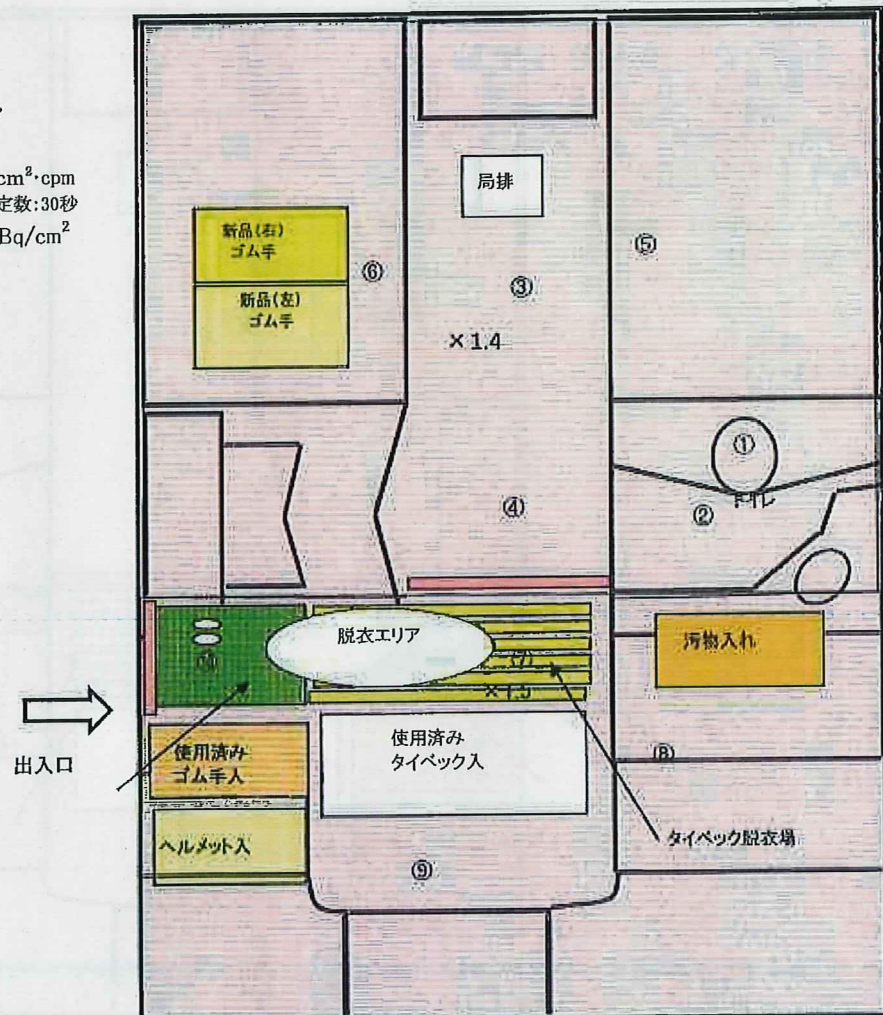 cm²・cpm
定数:30秒
Bq/cm²
局排
新品(右)
ゴム手
⑥
③
⑤
新品(左)
ゴム手
×1.4
①
トイレ
④
②
脱衣エリア
汚物入れ
(7)
×1.5
出入口
使用済み
ゴム手入
使用済み
タイベック入
⑧
ヘルメット入
タイベック脱衣場
⑨